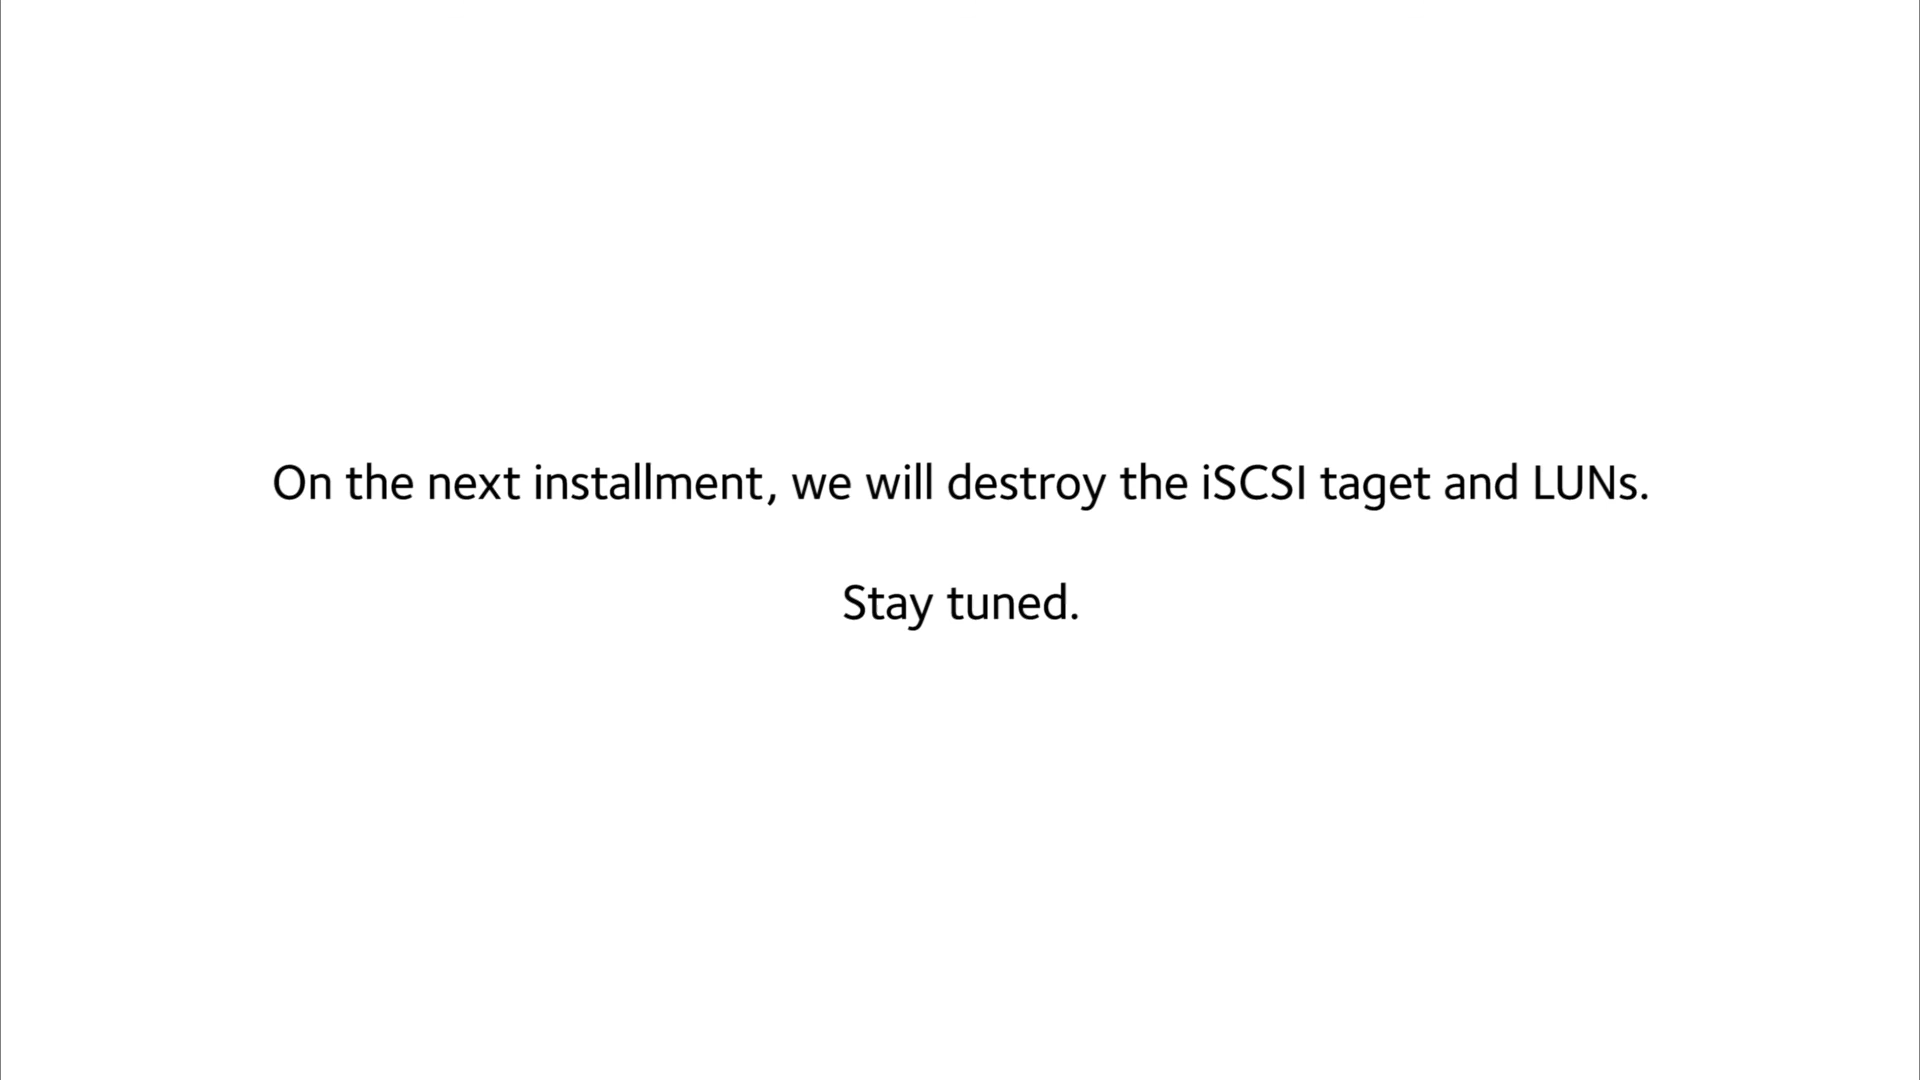 On the next installment, we will destroy the iSCSI taget and LUNs.
Stay tuned.